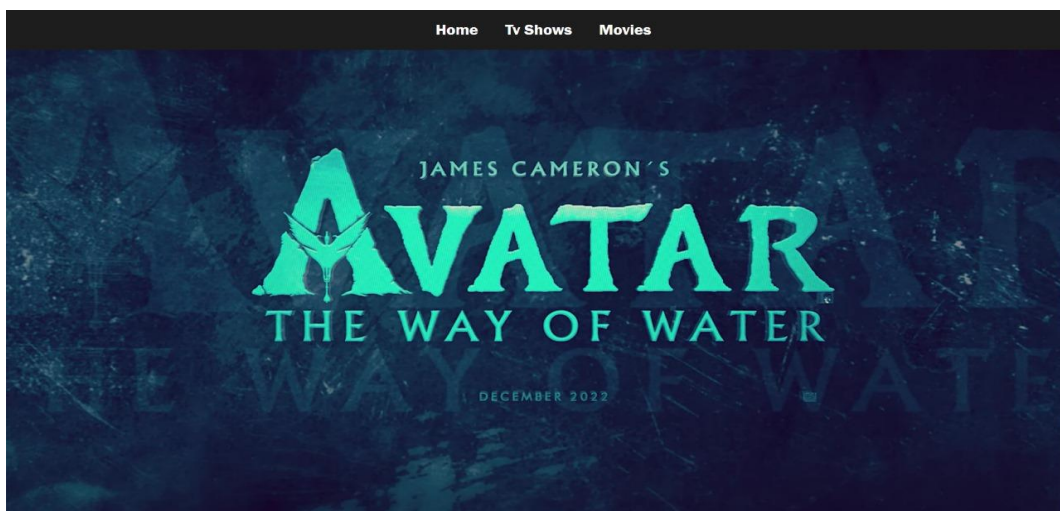 Home Tv Shows Movies
JAMES CAMERON´S
AVATAR
THE WAY OF WATER
DECEMBER 2022